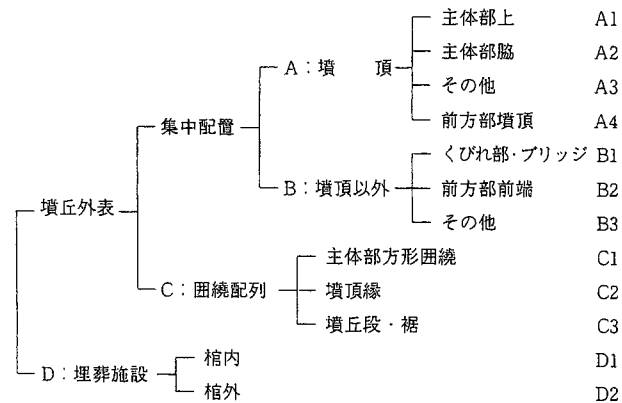 主体部上 A1
主体部脇 A2
A：墳 頂
その他 A3
集中配置
前方部墳頂 A4
くびれ部・ブリッジ B1
B：墳頂以外
前方部前端 B2
墳丘外表
その他 B3
主体部方形囲繞 C1
C：囲繞配列
墳頂縁 C2
墳丘段・裾 C3
棺内 D1
D：埋葬施設
棺外 D2